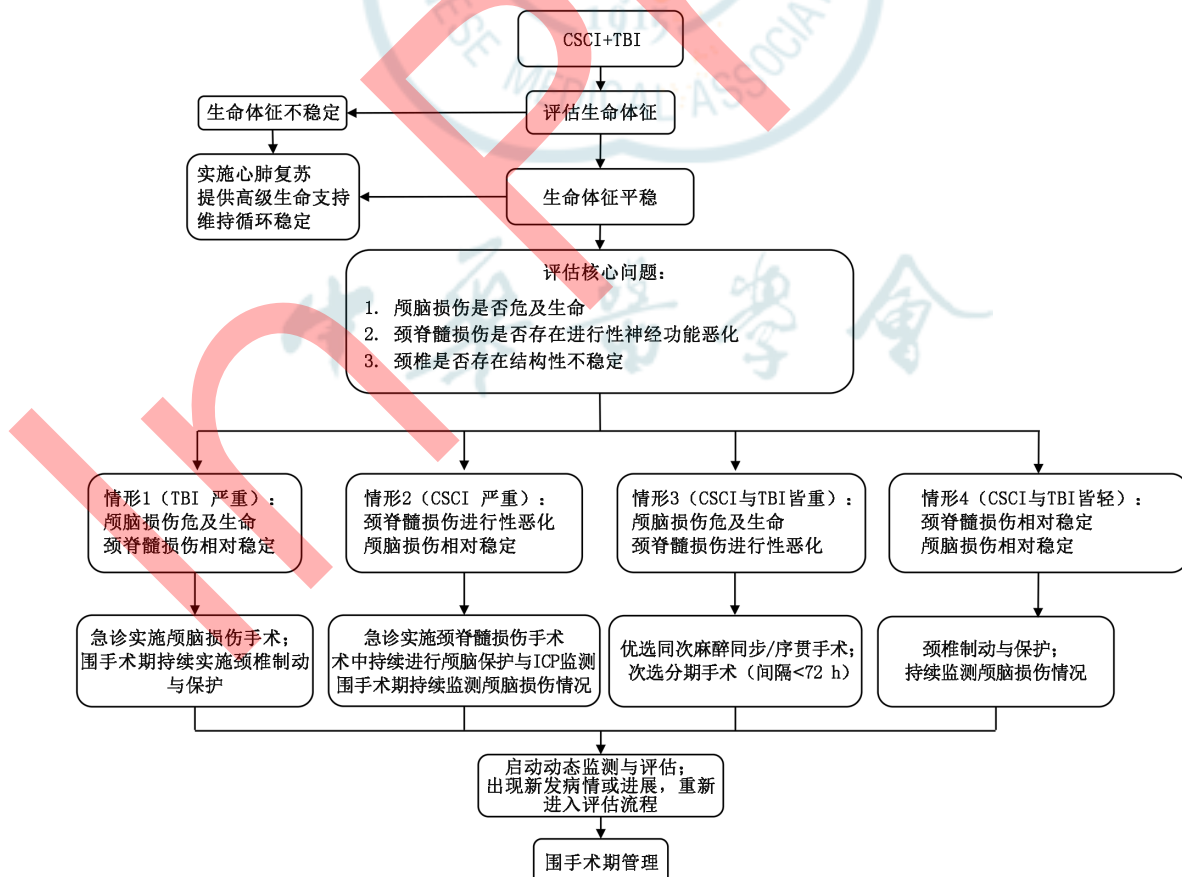 CSCI+TBI
生命体征不稳定
评估生命体征
实施心肺复苏
提供高级生命支持
维持循环稳定
生命体征平稳
评估核心问题：
1. 颅脑损伤是否危及生命
2. 颈脊髓损伤是否存在进行性神经功能恶化
3. 颈椎是否存在结构性不稳定
情形1（TBI 严重）：
颅脑损伤危及生命
颈脊髓损伤相对稳定
情形2（CSCI 严重）：
颈脊髓损伤进行性恶化
颅脑损伤相对稳定
情形3（CSCI与TBI皆重）：
颅脑损伤危及生命
颈脊髓损伤进行性恶化
情形4（CSCI与TBI皆轻）：
颈脊髓损伤相对稳定
颅脑损伤相对稳定
急诊实施颅脑损伤手术；
围手术期持续实施颈椎制动
与保护
急诊实施颈脊髓损伤手术
术中持续进行颅脑保护与ICP监测
围手术期持续监测颅脑损伤情况
优选同次麻醉同步/序贯手术；
次选分期手术（间隔<72 h）
颈椎制动与保护；
持续监测颅脑损伤情况
启动动态监测与评估；
出现新发病情或进展，重新
进入评估流程
围手术期管理
ESE MEDICAL ASSOCIAT
中华醫學會
In P